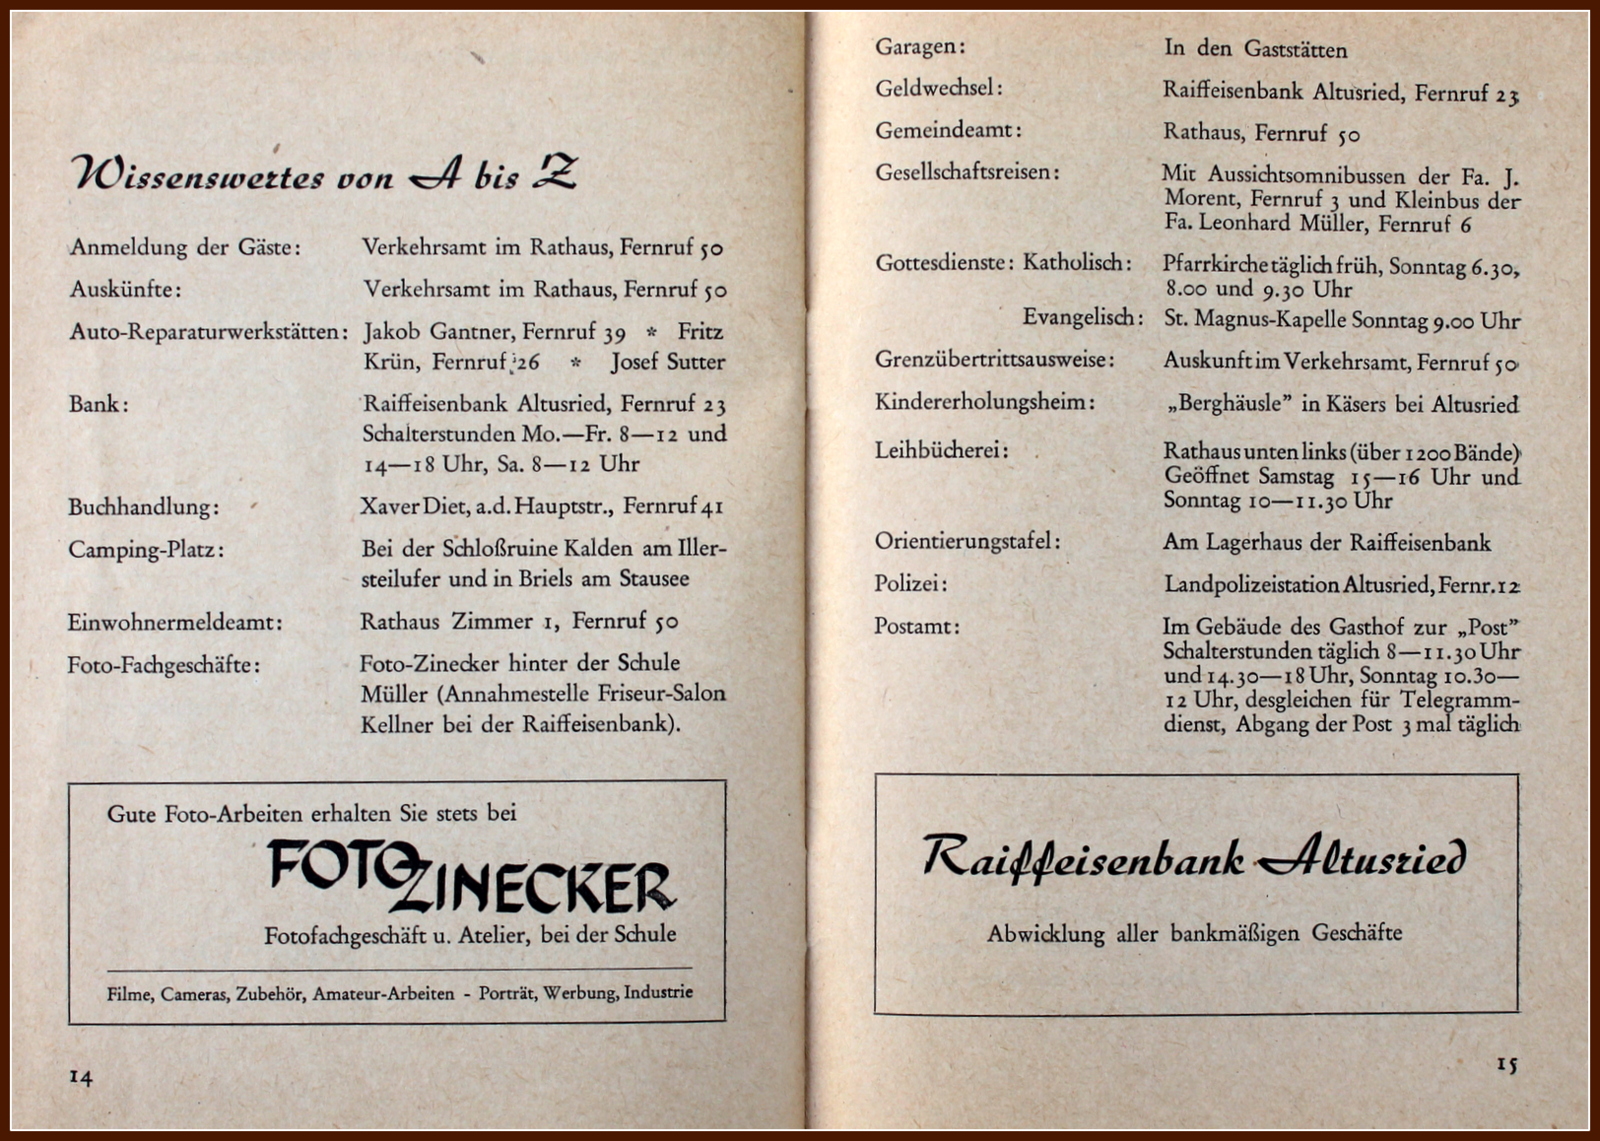 Wissenswertes von A bis Z
Anmeldung der Gäste: Verkehrsamt im Rathaus, Fernruf 50
Auskünfte: Verkehrsamt im Rathaus, Fernruf 50
Auto-Reparaturwerkstätten: Jakob Gantner, Fernruf 39 * Fritz
Krün, Fernruf 26 * Josef Sutter
Bank: Raiffeisenbank Altusried, Fernruf 23
Schalterstunden Mo.—Fr. 8—12 und
14—18 Uhr, Sa. 8—12 Uhr
Buchhandlung: Xaver Diet, a.d. Hauptstr., Fernruf 41
Camping-Platz: Bei der Schloßruine Kalden am Iller-
steilufer und in Briels am Stausee
Einwohnermeldeamt: Rathaus Zimmer 1, Fernruf 50
Foto-Fachgeschäfte: Foto-Zinecker hinter der Schule
Müller (Annahmestelle Friseur-Salon
Kellner bei der Raiffeisenbank).
Gute Foto-Arbeiten erhalten Sie stets bei
FOTO ZINECKER
Fotofachgeschäft u. Atelier, bei der Schule
Filme, Cameras, Zubehör, Amateur-Arbeiten - Porträt, Werbung, Industrie
14
Garagen: In den Gaststätten
Geldwechsel: Raiffeisenbank Altusried, Fernruf 23
Gemeindeamt: Rathaus, Fernruf 50
Gesellschaftsreisen: Mit Aussichtsomnibussen der Fa. J.
Morent, Fernruf 3 und Kleinbus der
Fa. Leonhard Müller, Fernruf 6
Gottesdienste: Katholisch: Pfarrkirche täglich früh, Sonntag 6.30,
8.00 und 9.30 Uhr
Evangelisch: St. Magnus-Kapelle Sonntag 9.00 Uhr
Grenzübertrittsausweise: Auskunft im Verkehrsamt, Fernruf 50
Kindererholungsheim: „Berghäusle” in Käsers bei Altusried
Leihbücherei: Rathaus unten links (über 1200 Bände)
Geöffnet Samstag 15—16 Uhr und
Sonntag 10—11.30 Uhr
Orientierungstafel: Am Lagerhaus der Raiffeisenbank
Polizei: Landpolizeistation Altusried, Fernr. 12
Postamt: Im Gebäude des Gasthof zur „Post”
Schalterstunden täglich 8—11.30 Uhr
und 14.30—18 Uhr, Sonntag 10.30—
12 Uhr, desgleichen für Telegramm-
dienst, Abgang der Post 3 mal täglich
Raiffeisenbank Altusried
Abwicklung aller bankmäßigen Geschäfte
15